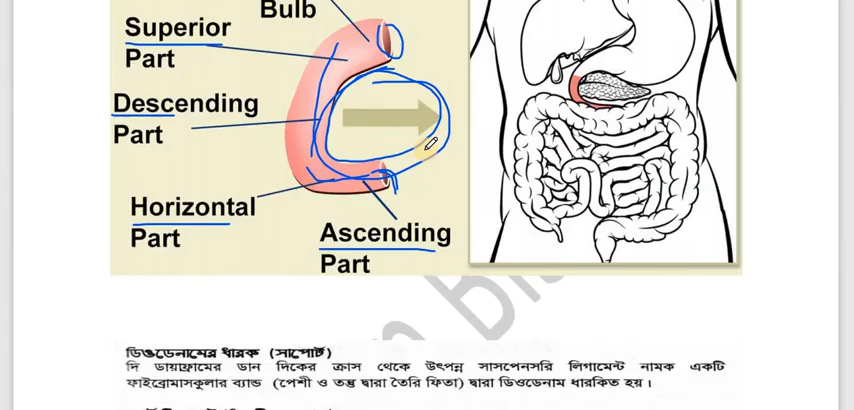 Bulb
Superior
Part
Descending
Part
Horizontal
Part
Ascending
Part
ডিওডেনামের ধারক (সাপোর্ট)
দি ডায়াফ্রামের ডান দিকের ক্রাস থেকে উৎপন্ন সাসপেনসরি লিগামেন্ট নামক একটি
ফাইব্রোমাসকুলার ব্যান্ড (পেশী ও তন্তু দ্বারা তৈরি ফিতা) দ্বারা ডিওডেনাম ধারকিত হয়।